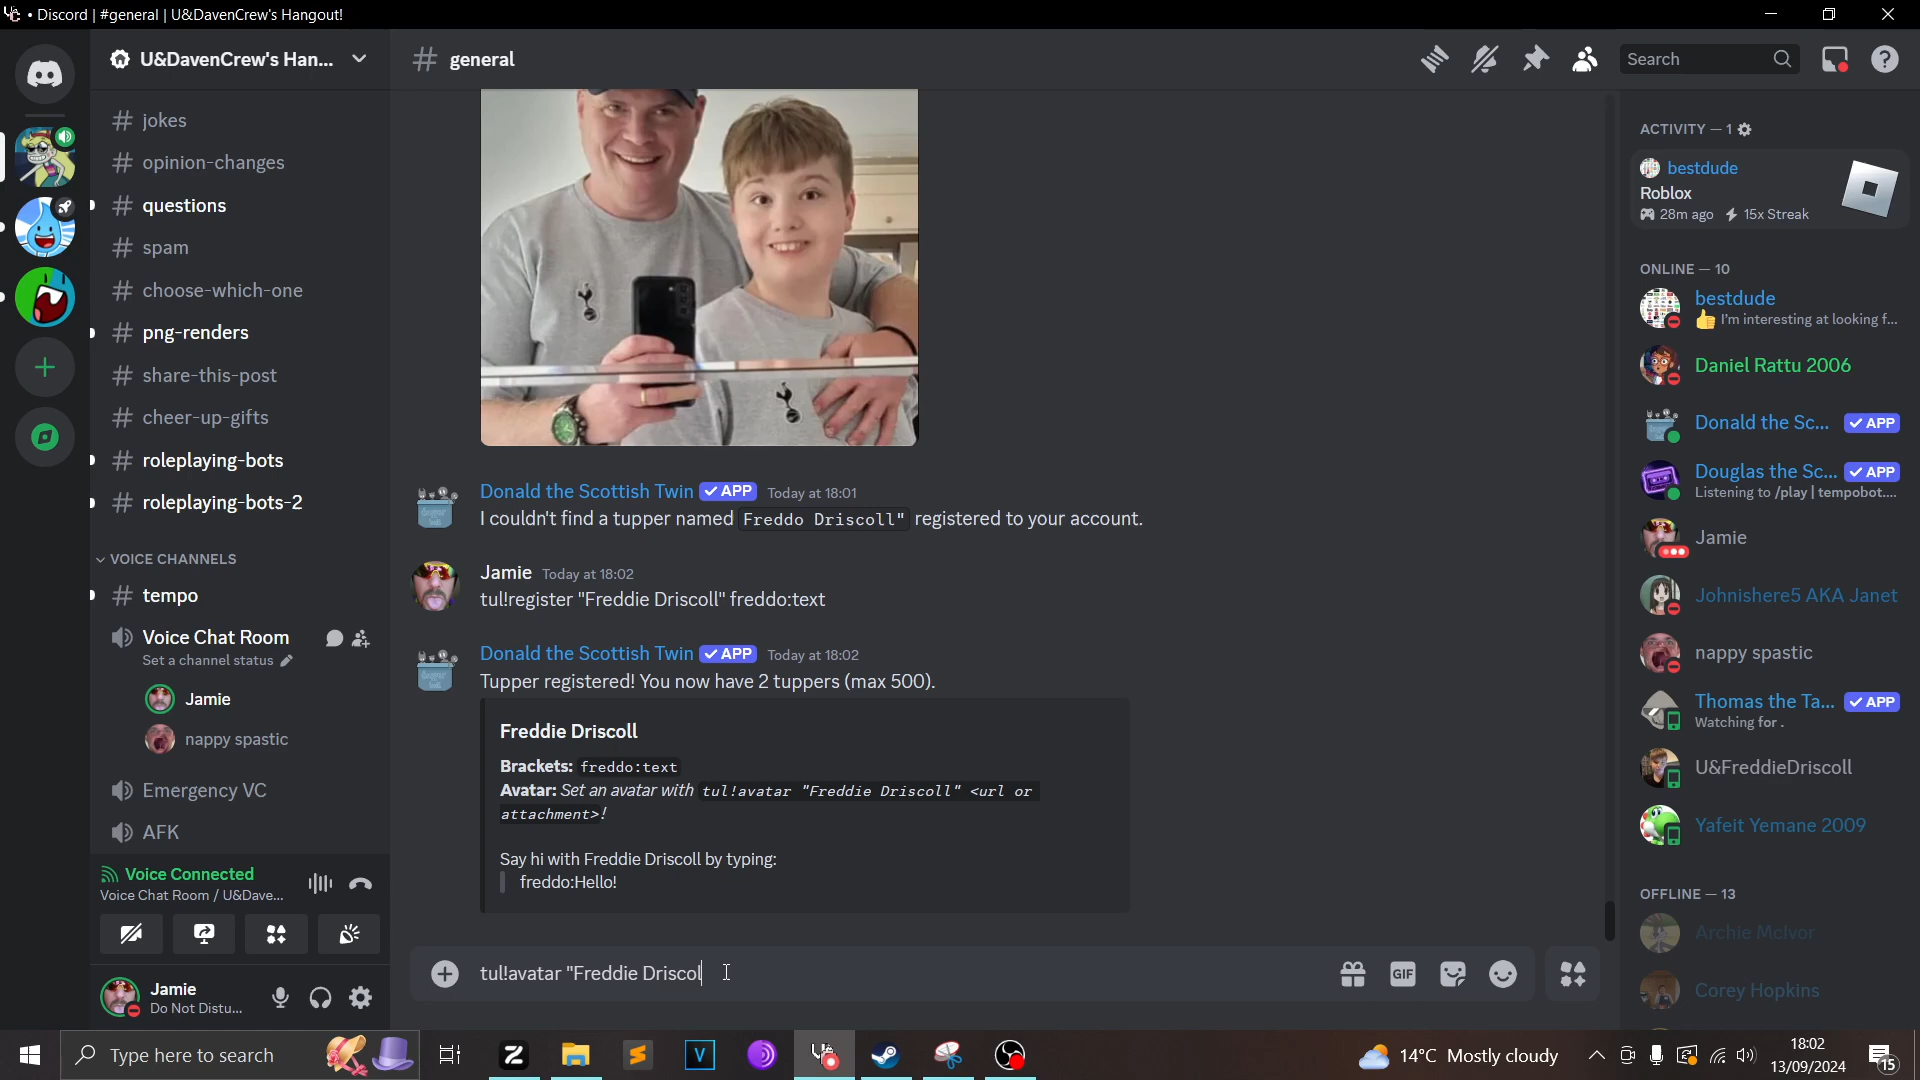 • Discord | #general | U&DavenCrew's Hangout!
U&DavenCrew's Han...
general
Search
jokes
opinion-changes
questions
spam
choose-which-one
png-renders
share-this-post
cheer-up-gifts
roleplaying-bots
roleplaying-bots-2
VOICE CHANNELS
tempo
Voice Chat Room
Set a channel status
Jamie
nappy spastic
Emergency VC
AFK
Voice Connected
Voice Chat Room / U&Dave...
Jamie
Do Not Distu...
Donald the Scottish Twin ✓ APP Today at 18:01
I couldn't find a tupper named Freddo Driscoll" registered to your account.
Jamie Today at 18:02
tul!register "Freddie Driscoll" freddo:text
Donald the Scottish Twin ✓ APP Today at 18:02
Tupper registered! You now have 2 tuppers (max 500).
Freddie Driscoll
Brackets: freddo:text
Avatar: Set an avatar with tul!avatar "Freddie Driscoll" <url or
attachment>!
Say hi with Freddie Driscoll by typing:
freddo:Hello!
tul!avatar "Freddie Driscol
GIF
ACTIVITY — 1
bestdude
Roblox
28m ago 15x Streak
ONLINE — 10
bestdude
I'm interesting at looking f...
Daniel Rattu 2006
Donald the Sc... ✓ APP
Douglas the Sc... ✓ APP
Listening to /play | tempobot....
Jamie
Johnishere5 AKA Janet
nappy spastic
Thomas the Ta... ✓ APP
Watching for .
U&FreddieDriscoll
Yafeit Yemane 2009
OFFLINE — 13
Archie McIvor
Corey Hopkins
Type here to search
14°C Mostly cloudy
18:02
13/09/2024
15